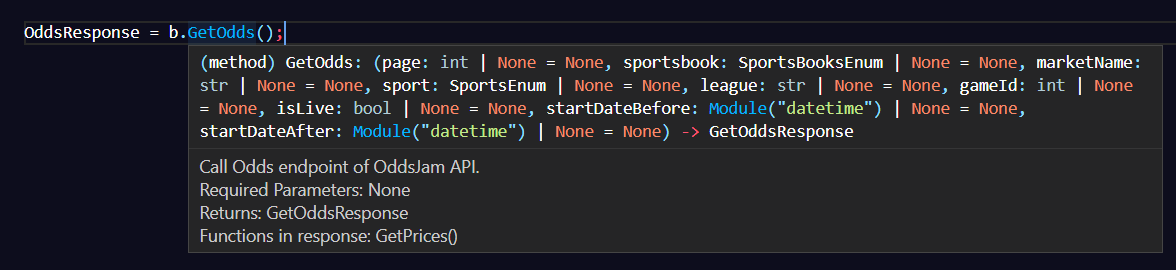 OddsResponse = b.GetOdds();
(method) GetOdds: (page: int | None = None, sportsbook: SportsBooksEnum | None = None, marketName:
str | None = None, sport: SportsEnum | None = None, league: str | None = None, gameId: int | None
= None, isLive: bool | None = None, startDateBefore: Module("datetime") | None = None,
startDateAfter: Module("datetime") | None = None) -> GetOddsResponse
Call Odds endpoint of OddsJam API.
Required Parameters: None
Returns: GetOddsResponse
Functions in response: GetPrices()